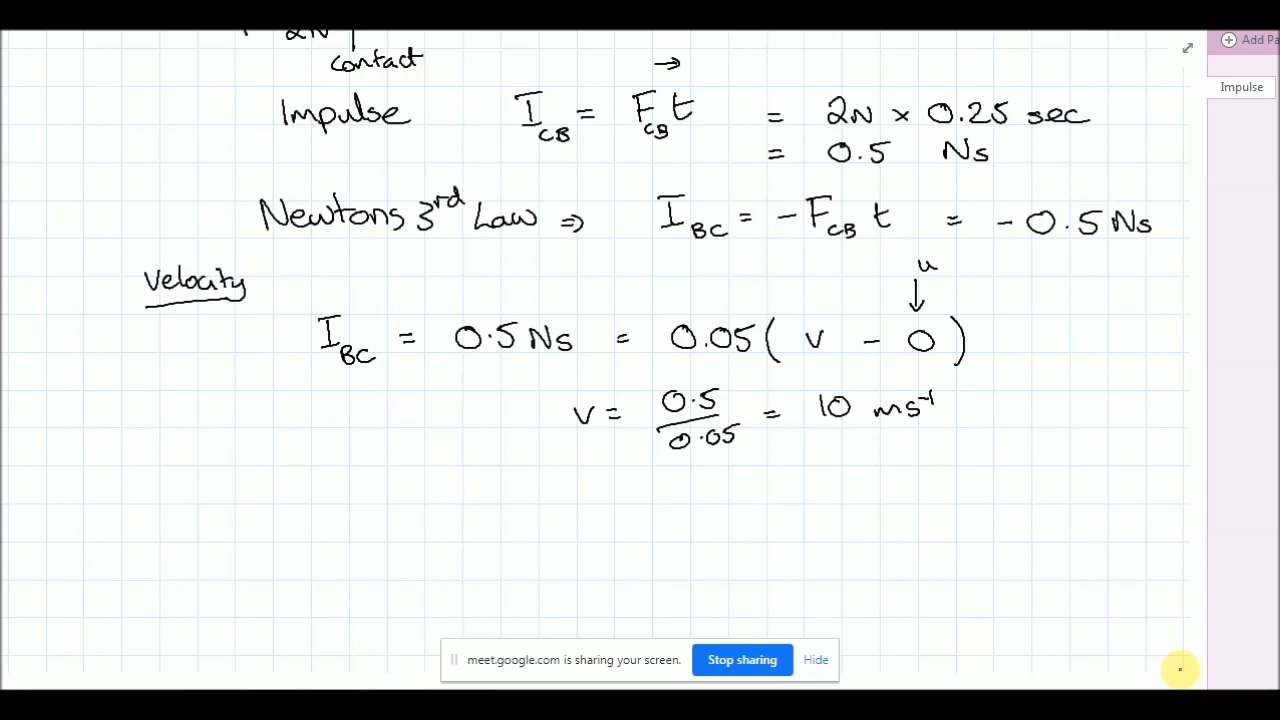 2N
contact
→
Impulse I_CB = F_CB t = 2N × 0.25 sec
= 0.5 Ns
Newtons 3rd Law ⇒ I_BC = - F_CB t = - 0.5 Ns
Velocity
u
↓
I_BC = 0.5 Ns = 0.05 ( v - 0 )
v = 0.5/0.05 = 10 ms⁻¹
Add Pa
Impulse
meet.google.com is sharing your screen. Stop sharing Hide